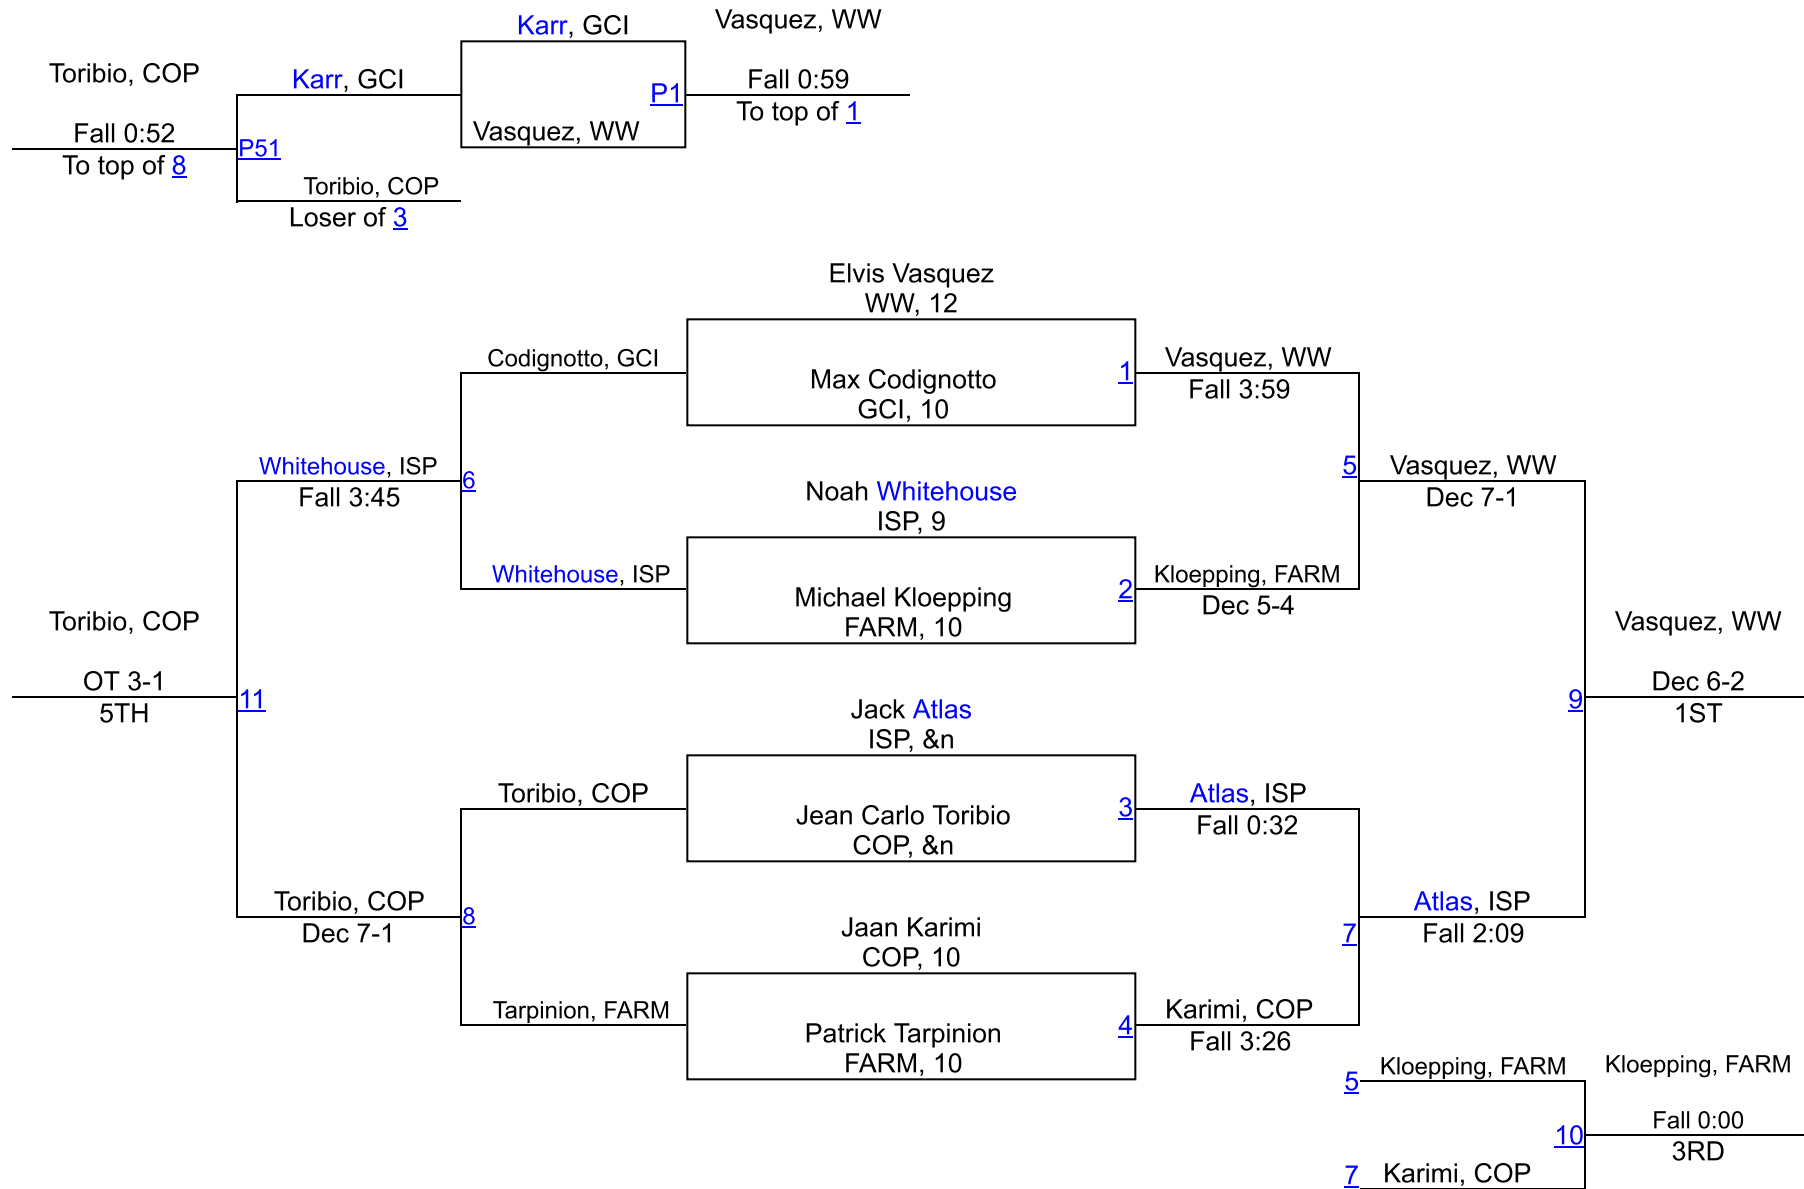 Karr, GCI
Vasquez, WW
Toribio, COP
Karr, GCI
P1
Fall 0:59
To top of 1
Fall 0:52
P51
Vasquez, WW
To top of 8
Toribio, COP
Loser of 3
Elvis Vasquez
WW, 12
Codignotto, GCI
Max Codignotto
GCI, 10
1
Vasquez, WW
Fall 3:59
Whitehouse, ISP
Fall 3:45
6
Noah Whitehouse
ISP, 9
5
Vasquez, WW
Dec 7-1
Whitehouse, ISP
Michael Kloepping
FARM, 10
2
Kloepping, FARM
Dec 5-4
Toribio, COP
OT 3-1
5TH
11
Vasquez, WW
Dec 6-2
1ST
9
Jack Atlas
ISP, &n
Toribio, COP
Jean Carlo Toribio
COP, &n
3
Atlas, ISP
Fall 0:32
Toribio, COP
Dec 7-1
8
Jaan Karimi
COP, 10
7
Atlas, ISP
Fall 2:09
Tarpinion, FARM
Patrick Tarpinion
FARM, 10
4
Karimi, COP
Fall 3:26
5
Kloepping, FARM
Kloepping, FARM
10
Fall 0:00
3RD
7
Karimi, COP